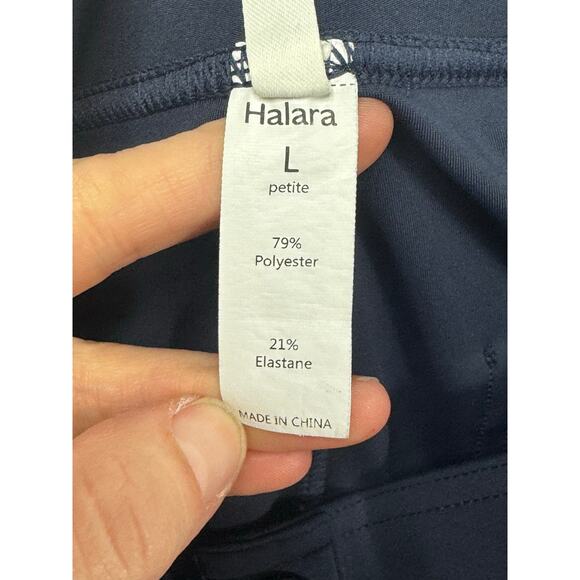 Halara
L
petite
79%
Polyester
21%
Elastane
MADE IN CHINA